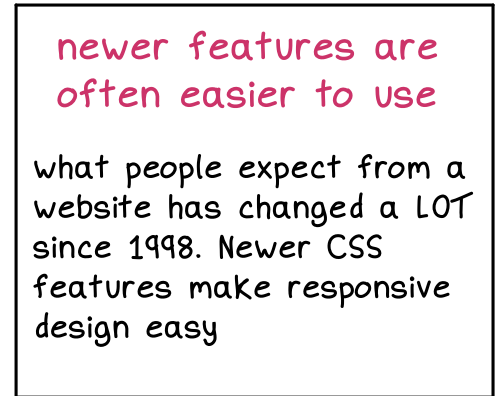 newer features are
often easier to use
what people expect from a
website has changed a LOT
since 1998. Newer CSS
features make responsive
design easy